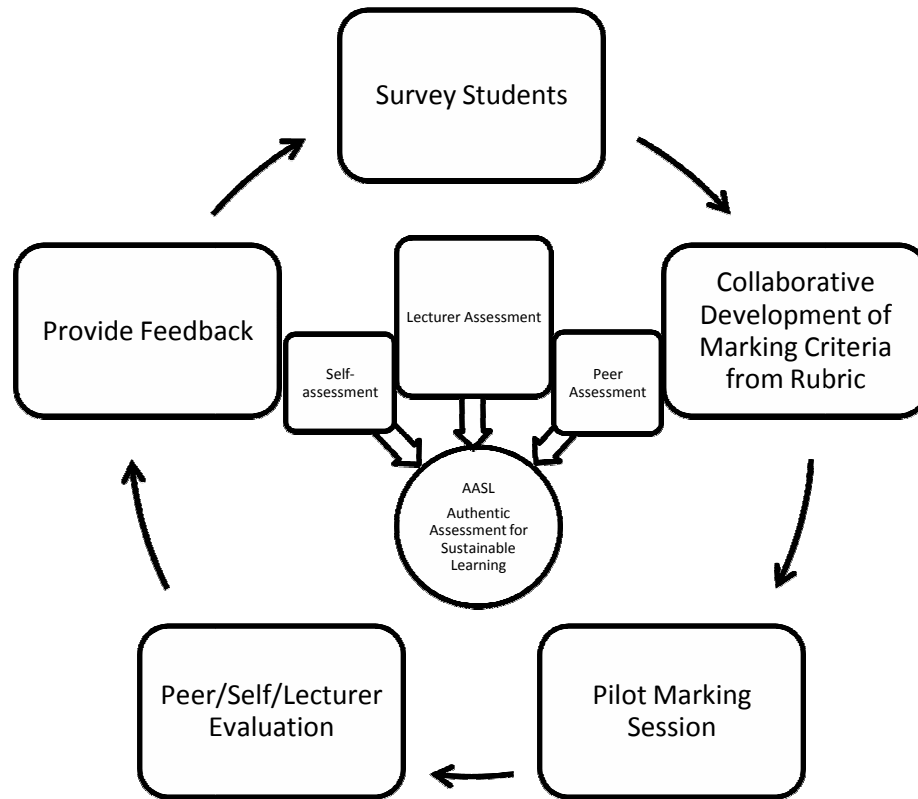 Survey Students
Provide Feedback
Lecturer Assessment
Collaborative
Development of
Marking Criteria
from Rubric
Self-
assessment
Peer
Assessment
AASL
Authentic
Assessment for
Sustainable
Learning
Peer/Self/Lecturer
Evaluation
Pilot Marking
Session